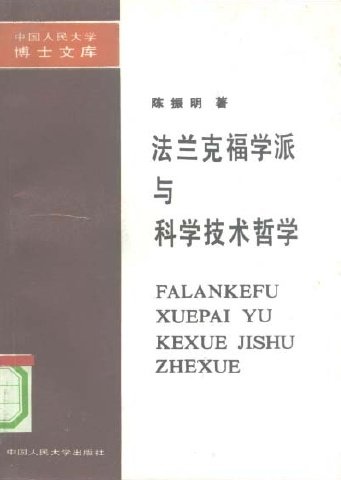 中国人民大学
博士文库
陈振明 著
法兰克福学派
与
科学技术哲学
FALANKEFU
XUEPAI YU
KEXUE JISHU
ZHEXUE
中国人民大学出版社